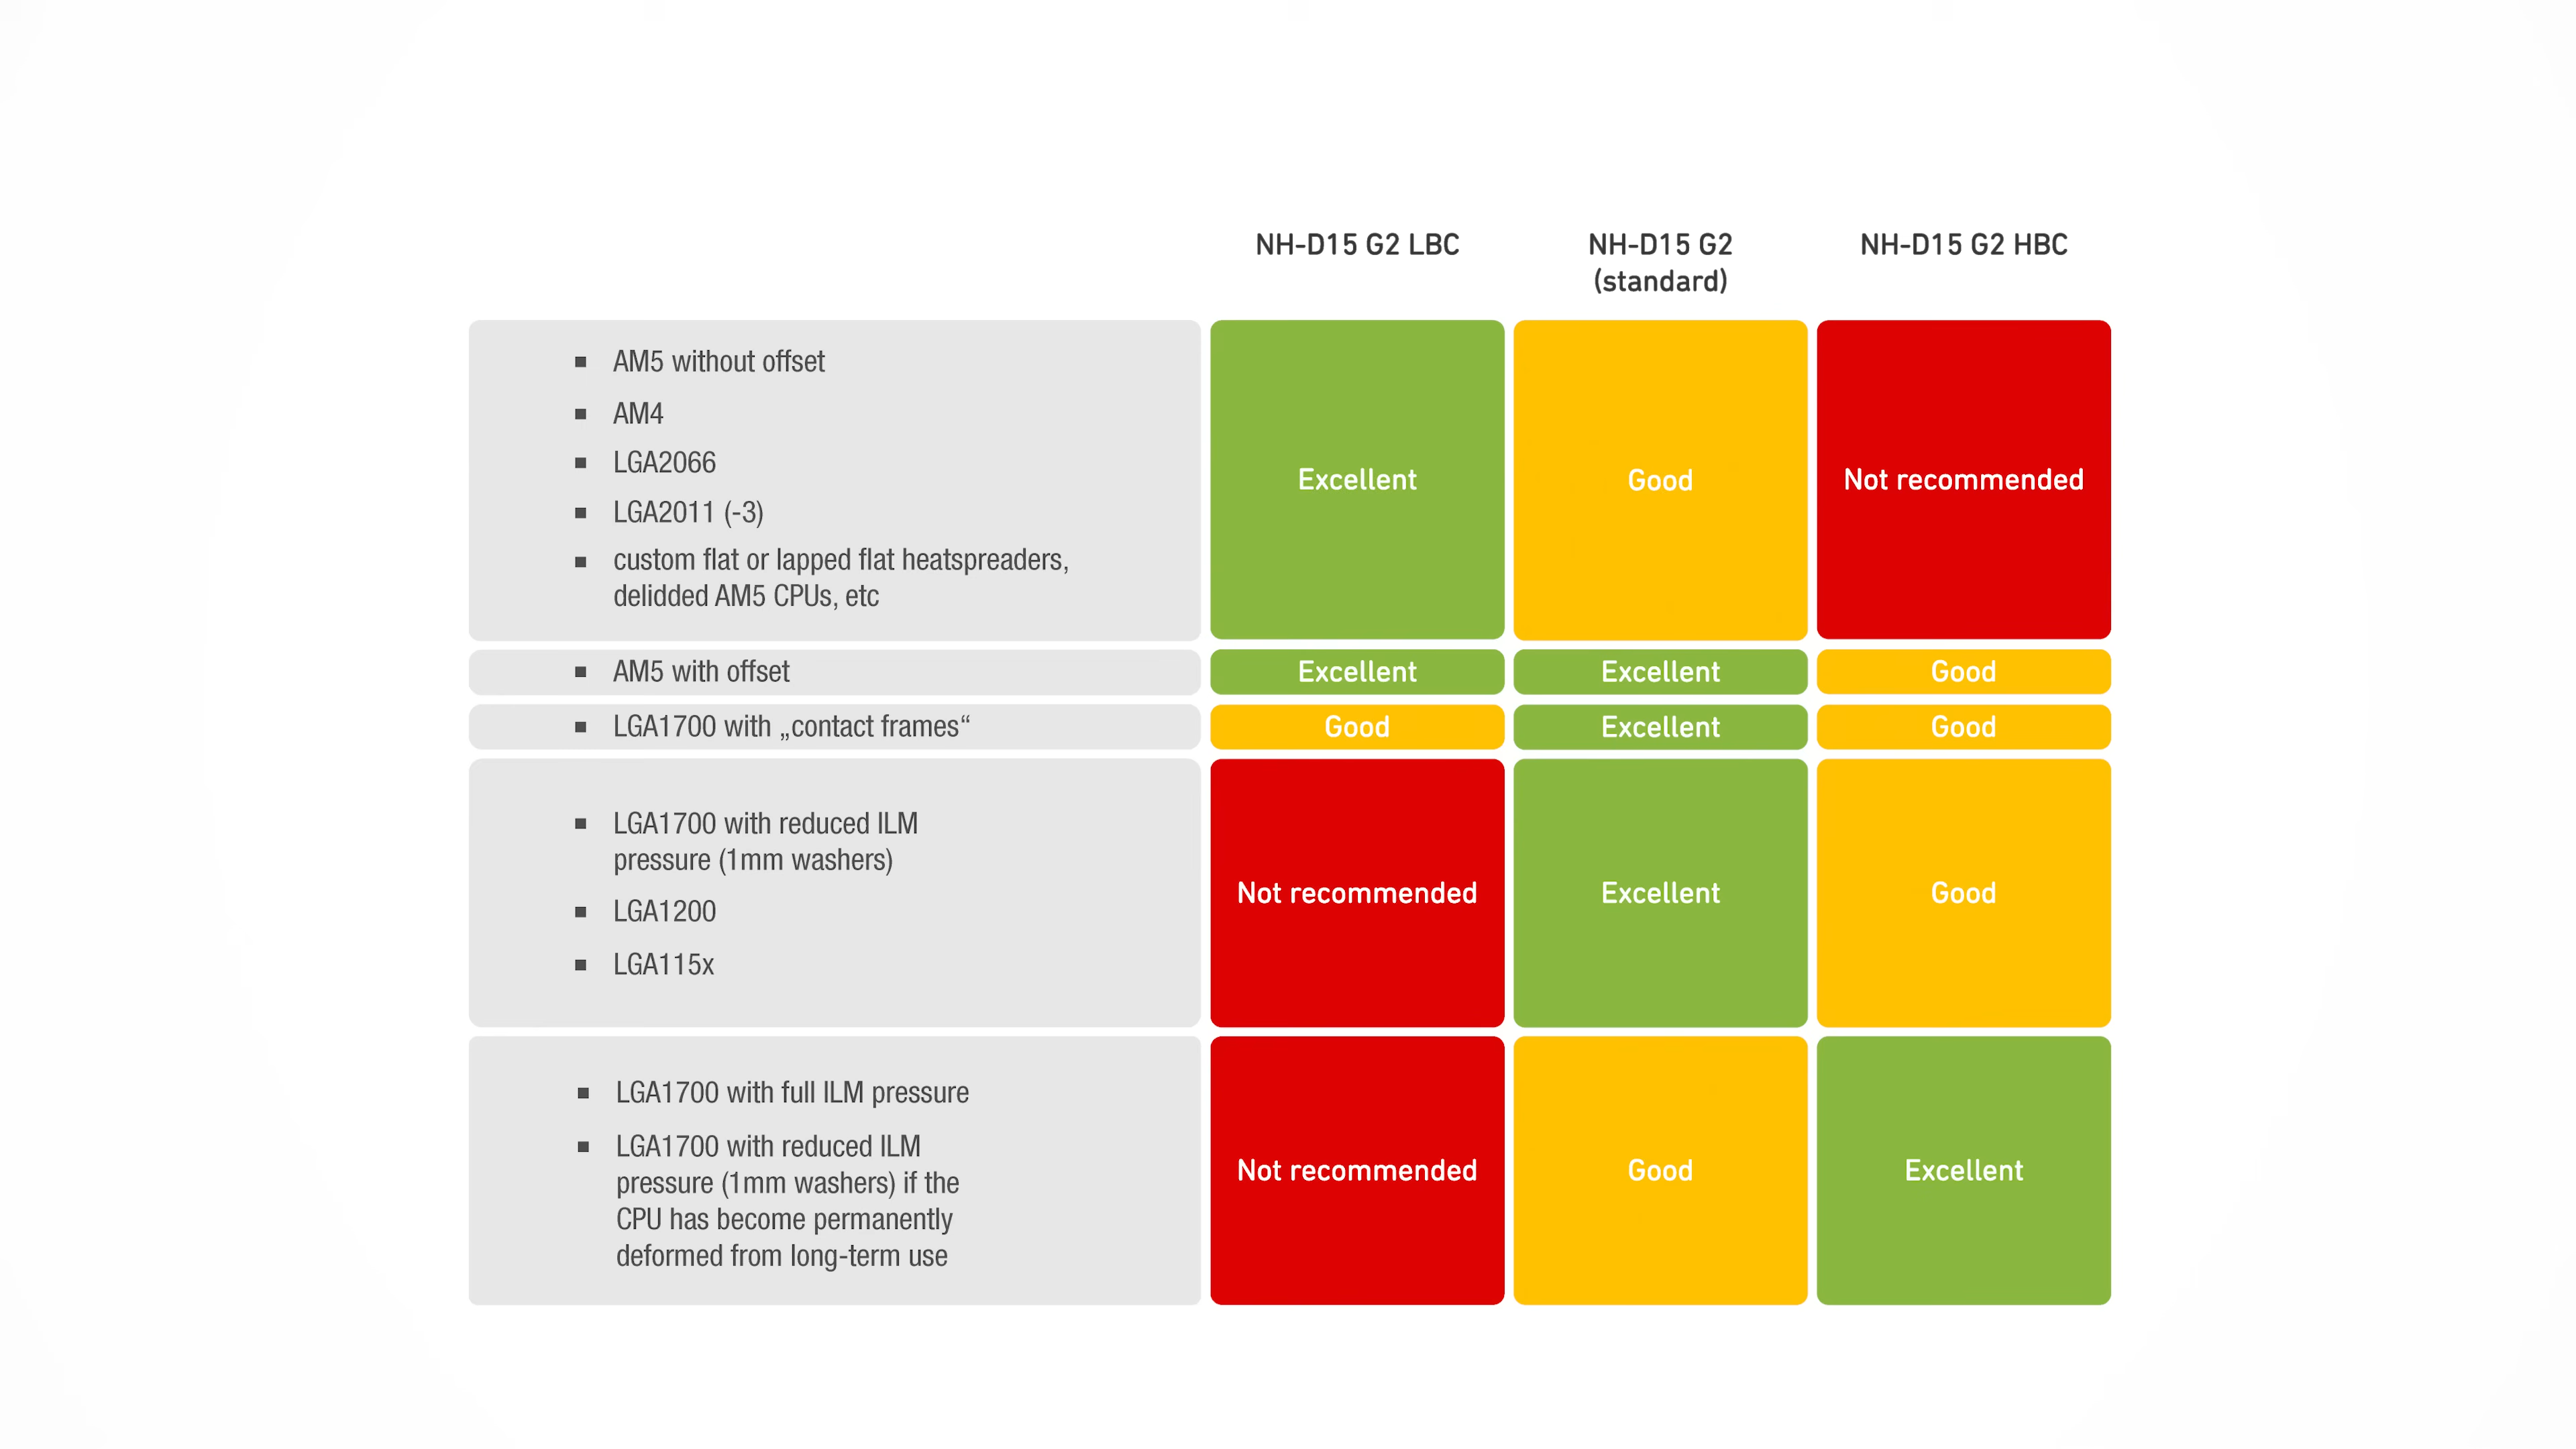 NH-D15 G2 LBC
NH-D15 G2
(standard)
NH-D15 G2 HBC
▪ AM5 without offset
▪ AM4
▪ LGA2066
▪ LGA2011 (-3)
▪ custom flat or lapped flat heatspreaders,
delidded AM5 CPUs, etc
Excellent
Good
Not recommended
▪ AM5 with offset
Excellent
Excellent
Good
▪ LGA1700 with „contact frames“
Good
Excellent
Good
▪ LGA1700 with reduced ILM
pressure (1mm washers)
▪ LGA1200
▪ LGA115x
Not recommended
Excellent
Good
▪ LGA1700 with full ILM pressure
▪ LGA1700 with reduced ILM
pressure (1mm washers) if the
CPU has become permanently
deformed from long-term use
Not recommended
Good
Excellent